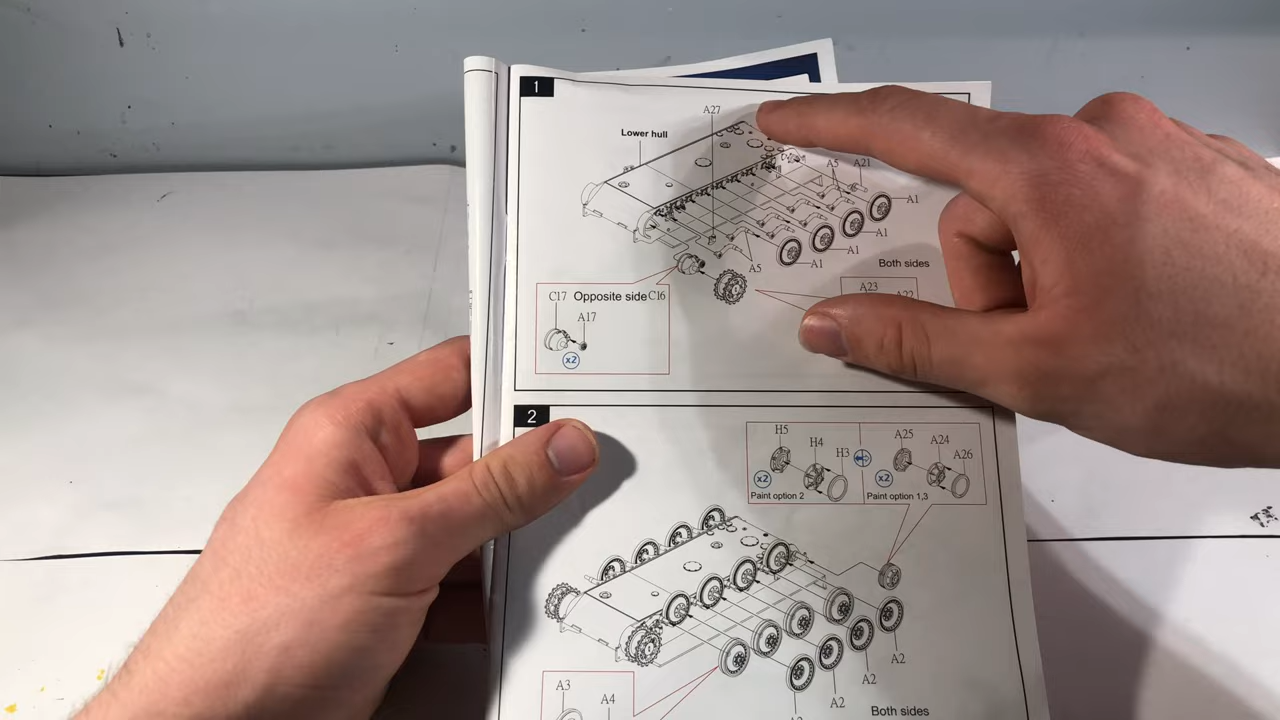 1
A27
Lower hull
A5 A21
A1
A1
A1
A1
A5
Both sides
C17 Opposite side C16
A17
x2
A23
A22
2
H5
H4
H3
x2
Paint option 2
A25
A24
A26
x2
Paint option 1,3
A2
A2
A2
A3
A4
Both sides